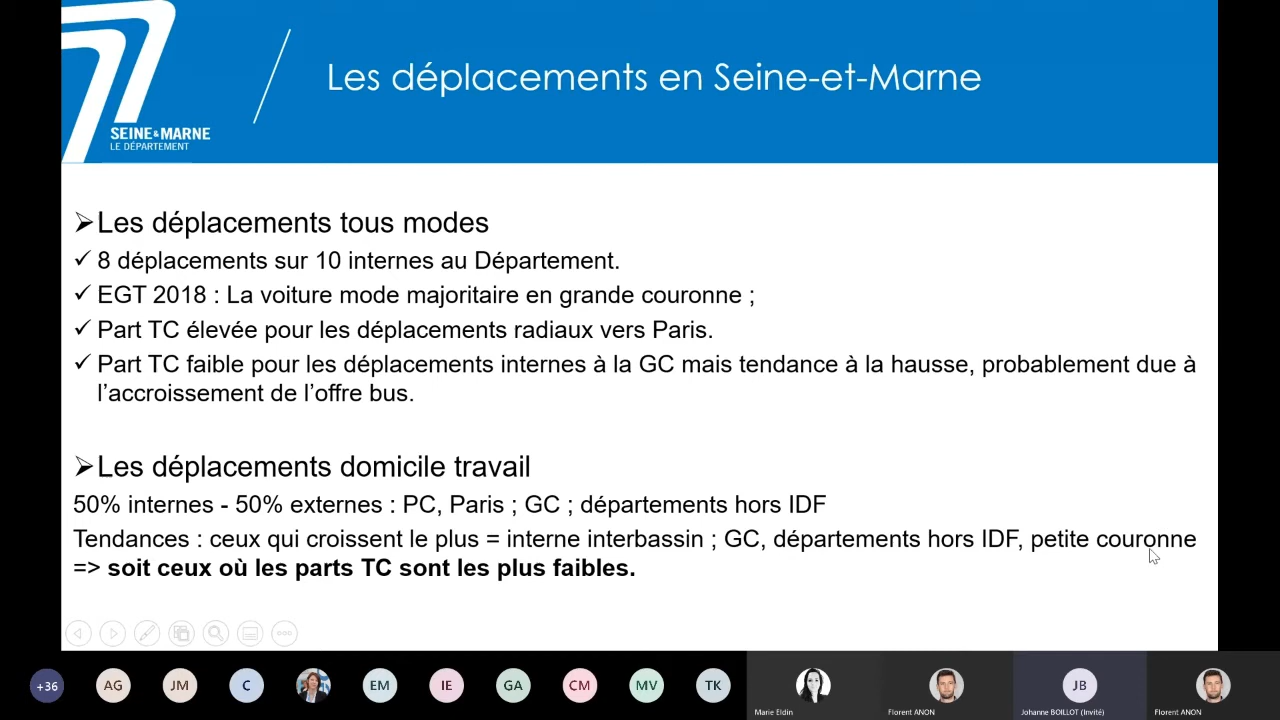 77
SEINE&MARNE
LE DÉPARTEMENT
Les déplacements en Seine-et-Marne
Les déplacements tous modes
8 déplacements sur 10 internes au Département.
EGT 2018 : La voiture mode majoritaire en grande couronne ;
Part TC élevée pour les déplacements radiaux vers Paris.
Part TC faible pour les déplacements internes à la GC mais tendance à la hausse, probablement due à
l’accroissement de l’offre bus.
Les déplacements domicile travail
50% internes - 50% externes : PC, Paris ; GC ; départements hors IDF
Tendances : ceux qui croissent le plus = interne interbassin ; GC, départements hors IDF, petite couronne
=> soit ceux où les parts TC sont les plus faibles.
+36
AG
JM
C
EM
IE
GA
CM
MV
TK
JB
Marie Eldin
Florent ANON
Johanne BOILLOT (Invité)
Florent ANON